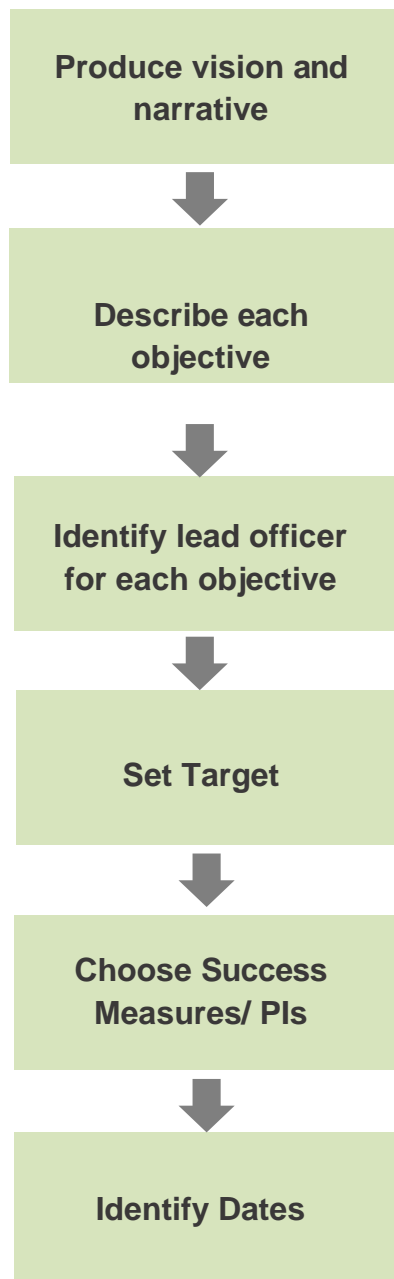 Produce vision and
narrative
Describe each
objective
Identify lead officer
for each objective
Set Target
Choose Success
Measures/ PIs
Identify Dates